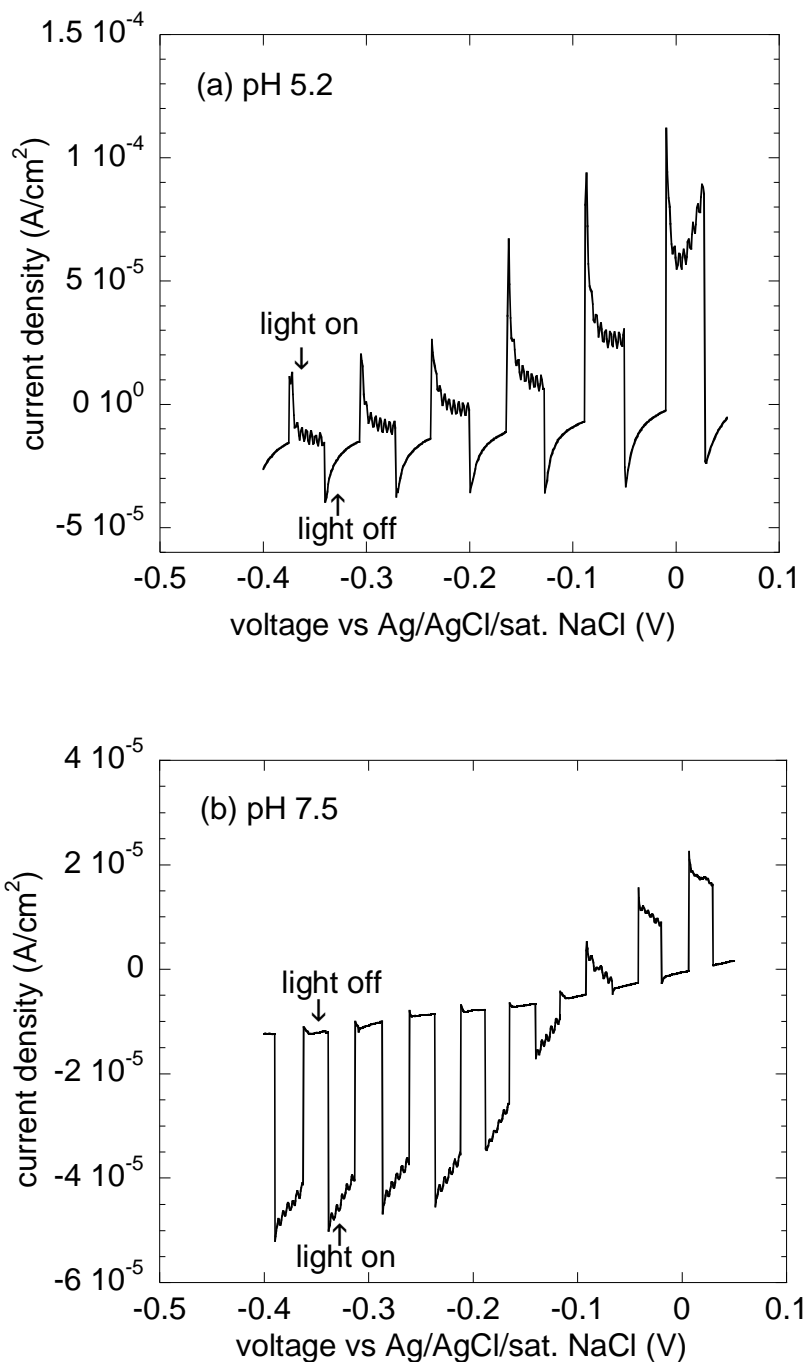 1.5 10⁻⁴
(a) pH 5.2
1 10⁻⁴
5 10⁻⁵
light on
↓
0 10⁰
↑
light off
-5 10⁻⁵
current density (A/cm²)
-0.5 -0.4 -0.3 -0.2 -0.1 0 0.1
voltage vs Ag/AgCl/sat. NaCl (V)
4 10⁻⁵
(b) pH 7.5
2 10⁻⁵
0
light off
↓
-2 10⁻⁵
-4 10⁻⁵
↑
light on
-6 10⁻⁵
current density (A/cm²)
-0.5 -0.4 -0.3 -0.2 -0.1 0 0.1
voltage vs Ag/AgCl/sat. NaCl (V)